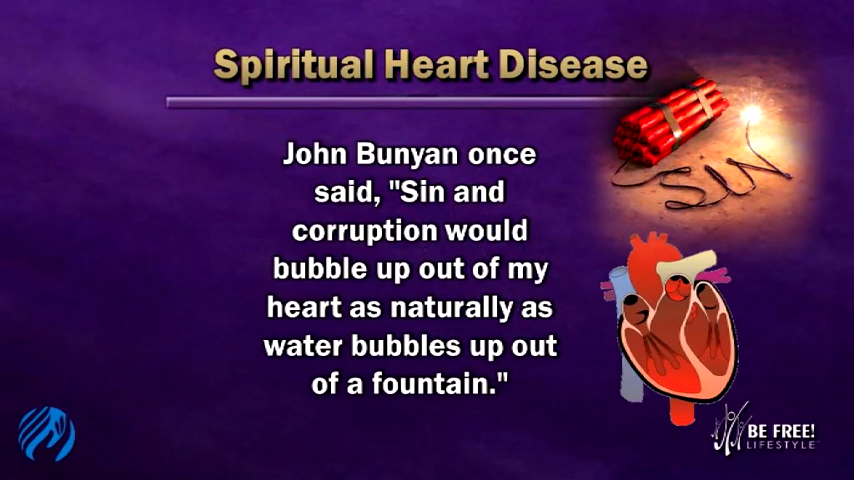 Spiritual Heart Disease
SIN
John Bunyan once
said, "Sin and
corruption would
bubble up out of my
heart as naturally as
water bubbles up out
of a fountain."
BE FREE!
LIFESTYLE